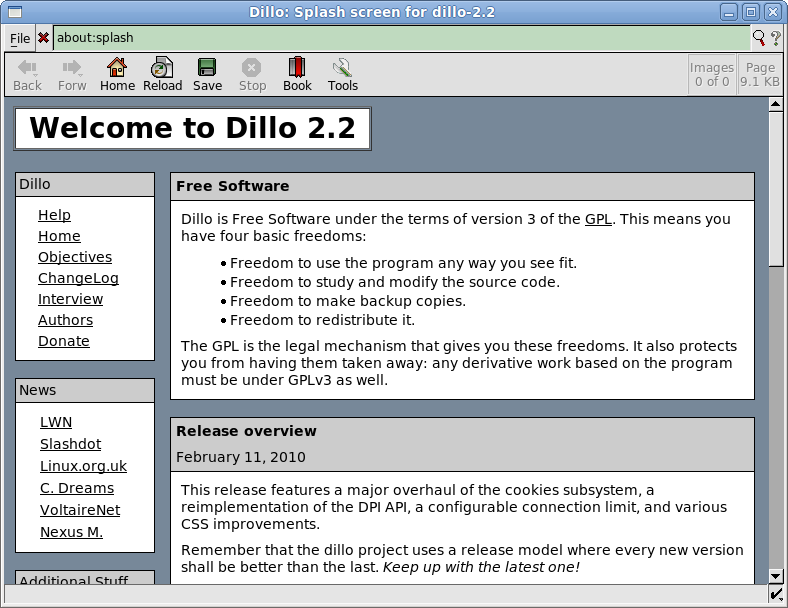 Dillo: Splash screen for dillo-2.2
File about:splash ?
Back Forw Home Reload Save Stop Book Tools
Images Page
0 of 0 9.1 KB
Welcome to Dillo 2.2
Dillo
Help
Home
Objectives
ChangeLog
Interview
Authors
Donate
News
LWN
Slashdot
Linux.org.uk
C. Dreams
VoltaireNet
Nexus M.
Additional Stuff
Free Software
Dillo is Free Software under the terms of version 3 of the GPL. This means you
have four basic freedoms:
• Freedom to use the program any way you see fit.
• Freedom to study and modify the source code.
• Freedom to make backup copies.
• Freedom to redistribute it.
The GPL is the legal mechanism that gives you these freedoms. It also protects
you from having them taken away: any derivative work based on the program
must be under GPLv3 as well.
Release overview
February 11, 2010
This release features a major overhaul of the cookies subsystem, a
reimplementation of the DPI API, a configurable connection limit, and various
CSS improvements.
Remember that the dillo project uses a release model where every new version
shall be better than the last. Keep up with the latest one!